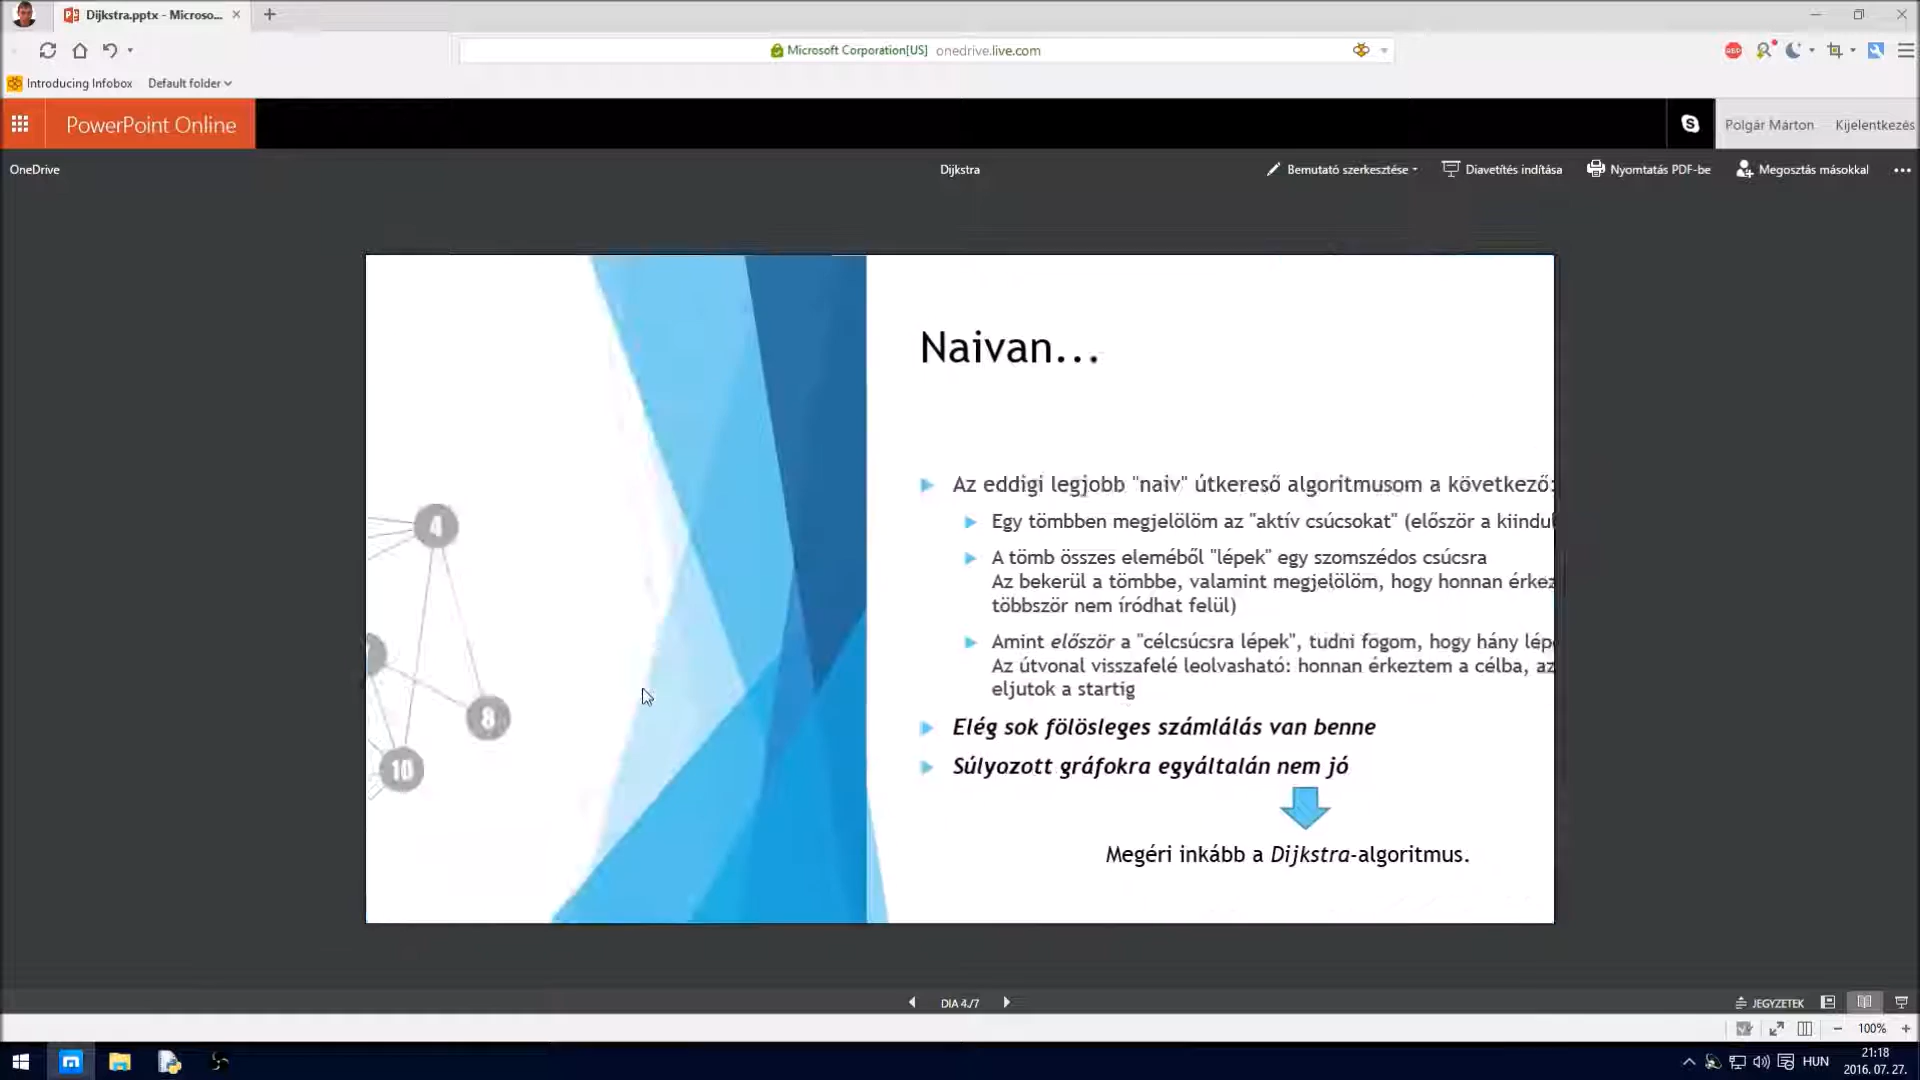 Dijkstra.pptx - Microso...
Microsoft Corporation[US] onedrive.live.com
ABP
Introducing Infobox Default folder
PowerPoint Online
Polgár Márton Kijelentkezés
OneDrive
Dijkstra
Bemutató szerkesztése
Diavetítés indítása
Nyomtatás PDF-be
Megosztás másokkal
Naivan...
Az eddigi legjobb "naiv" útkereső algoritmusom a következő:
Egy tömbben megjelölöm az "aktív csúcsokat" (először a
A tömb összes eleméből "lépek" egy szomszédos csúcsra
Az bekerül a tömbbe, valamint megjelölöm, hogy honnan
többször nem íródhat felül)
Amint először a "célcsúcsra lépek", tudni fogom, hogy hány
Az útvonal visszafelé leolvasható: honnan érkeztem a célba,
eljutok a startig
Elég sok fölösleges számlálás van benne
Súlyozott gráfokra egyáltalán nem jó
Megéri inkább a Dijkstra-algoritmus.
4
8
10
DIA 4./7
JEGYZETEK
100%
HUN
21:18
2016. 07. 27.